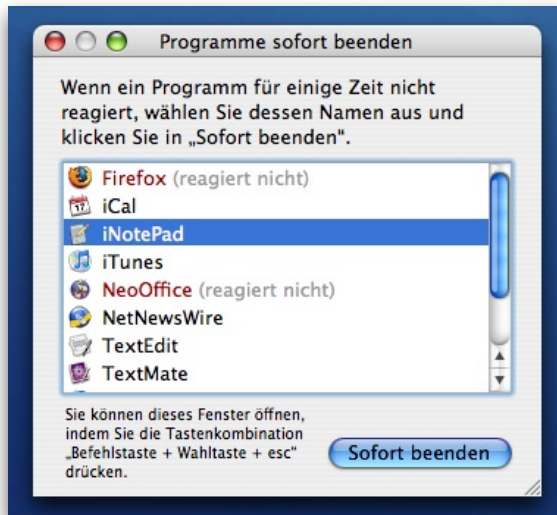 Programme sofort beenden
Wenn ein Programm für einige Zeit nicht
reagiert, wählen Sie dessen Namen aus und
klicken Sie in „Sofort beenden“.
Firefox (reagiert nicht)
17
iCal
iNotePad
iTunes
NeoOffice (reagiert nicht)
NetNewsWire
TextEdit
TextMate
Sie können dieses Fenster öffnen,
indem Sie die Tastenkombination
„Befehlstaste + Wahltaste + esc“
drücken.
Sofort beenden